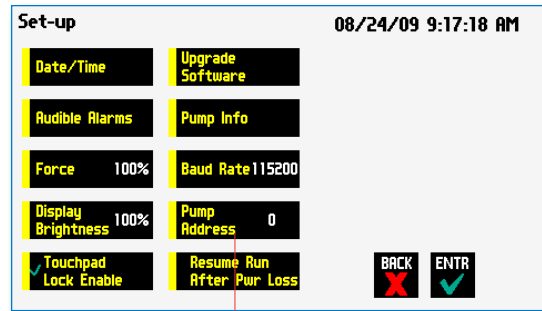 Set-up 08/24/09 9:17:18 AM
Date/Time
Upgrade
Software
Audible Alarms
Pump Info
Force 100%
Baud Rate 115200
Display
Brightness 100%
Pump
Address 0
Touchpad
Lock Enable
Resume Run
After Pwr Loss
BACK
ENTR